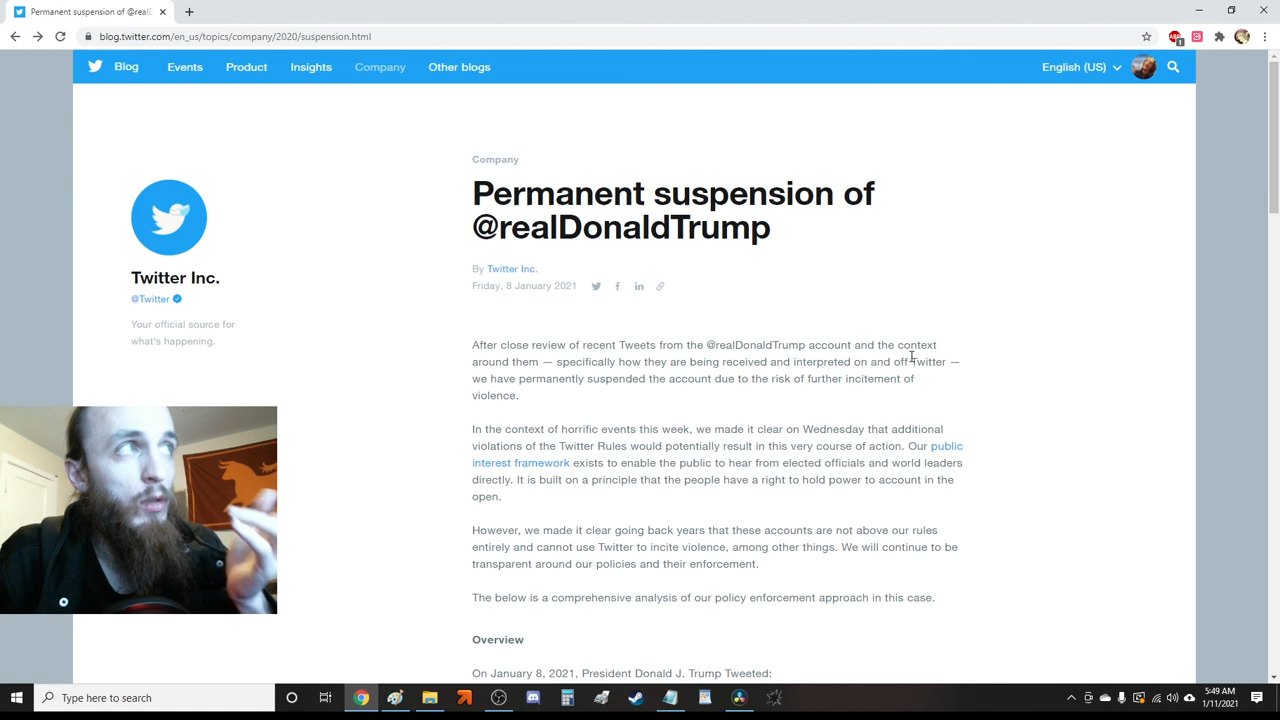 Permanent suspension of @realD
blog.twitter.com/en_us/topics/company/2020/suspension.html
1
Blog Events Product Insights Company Other blogs English (US)
Company
Permanent suspension of
@realDonaldTrump
By Twitter Inc.
Friday, 8 January 2021
Twitter Inc.
@Twitter
Your official source for
what's happening.
After close review of recent Tweets from the @realDonaldTrump account and the context
around them — specifically how they are being received and interpreted on and off Twitter —
we have permanently suspended the account due to the risk of further incitement of
violence.
In the context of horrific events this week, we made it clear on Wednesday that additional
violations of the Twitter Rules would potentially result in this very course of action. Our public
interest framework exists to enable the public to hear from elected officials and world leaders
directly. It is built on a principle that the people have a right to hold power to account in the
open.
However, we made it clear going back years that these accounts are not above our rules
entirely and cannot use Twitter to incite violence, among other things. We will continue to be
transparent around our policies and their enforcement.
The below is a comprehensive analysis of our policy enforcement approach in this case.
Overview
On January 8, 2021, President Donald J. Trump Tweeted:
Type here to search
5:49 AM
1/11/2021